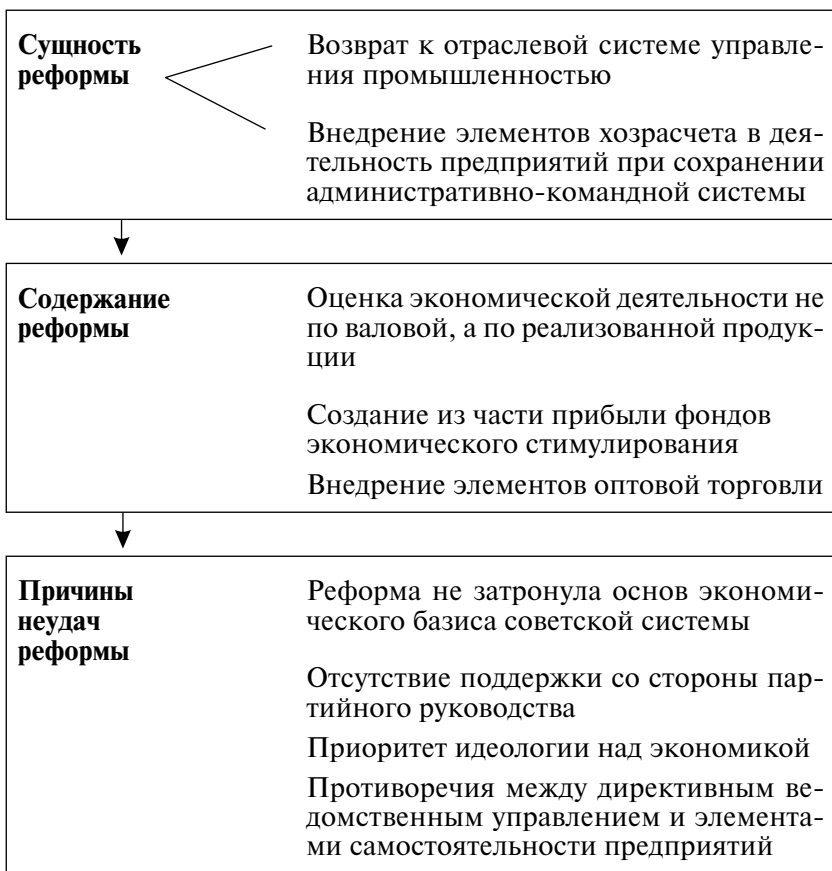 Сущность
реформы
Возврат к отраслевой системе управле-
ния промышленностью
Внедрение элементов хозрасчета в дея-
тельность предприятий при сохранении
административно-командной системы
Содержание
реформы
Оценка экономической деятельности не
по валовой, а по реализованной продук-
ции
Создание из части прибыли фондов
экономического стимулирования
Внедрение элементов оптовой торговли
Причины
неудач
реформы
Реформа не затронула основ экономи-
ческого базиса советской системы
Отсутствие поддержки со стороны пар-
тийного руководства
Приоритет идеологии над экономикой
Противоречия между директивным ве-
домственным управлением и элемента-
ми самостоятельности предприятий